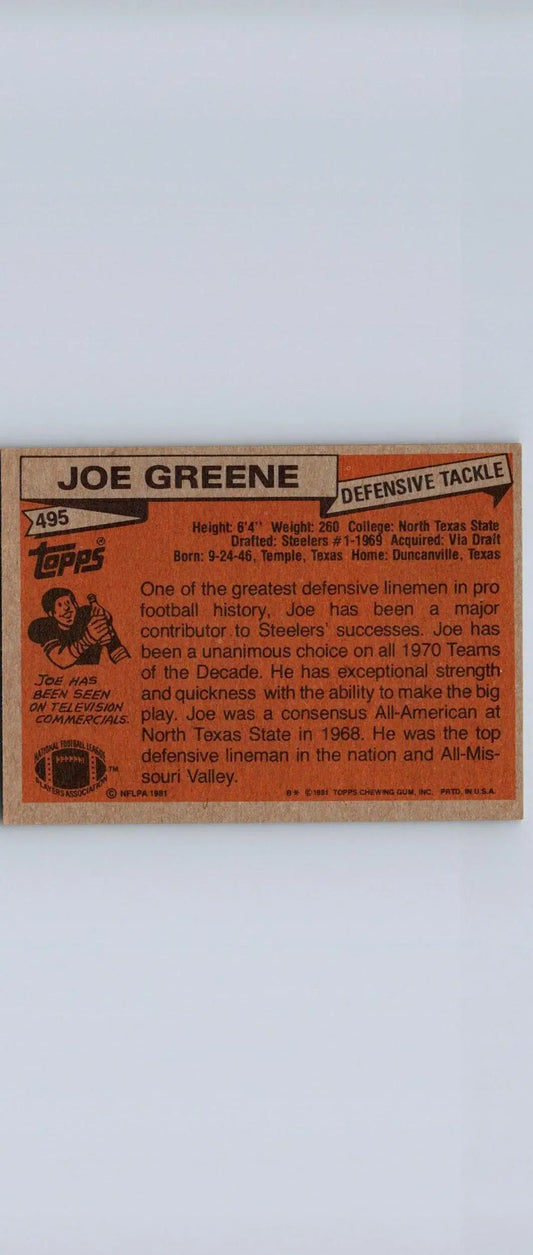 JOE GREENE
DEFENSIVE TACKLE
495
Topps®
Height: 6'4'' Weight: 260 College: North Texas State
Drafted: Steelers #1-1969 Acquired: Via Draft
Born: 9-24-46, Temple, Texas Home: Duncanville, Texas
One of the greatest defensive linemen in pro
football history, Joe has been a major
contributor to Steelers' successes. Joe has
been a unanimous choice on all 1970 Teams
of the Decade. He has exceptional strength
and quickness with the ability to make the big
play. Joe was a consensus All-American at
North Texas State in 1968. He was the top
defensive lineman in the nation and All-Mis-
souri Valley.
JOE HAS
BEEN SEEN
ON TELEVISION
COMMERCIALS.
NATIONAL FOOTBALL LEAGUE
PLAYERS ASSOCIATION
™
© NFLPA 1981
B* © 1981 TOPPS CHEWING GUM, INC. PRTD. IN U.S.A.